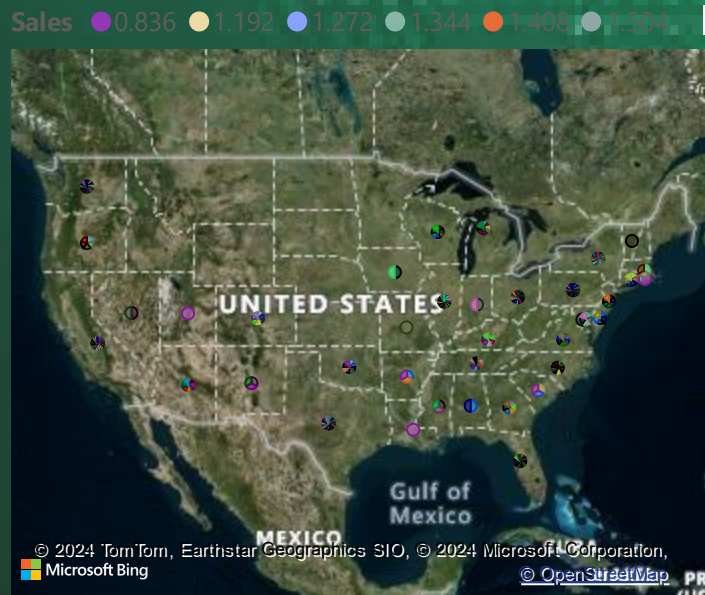 Sales 0.836 1.192 1.272 1.344 1.408 1.504
UNITED STATES
Gulf of
Mexico
MEXICO
© 2024 TomTom, Earthstar Geographics SIO, © 2024 Microsoft Corporation,
Microsoft Bing
© OpenStreetMap
PR